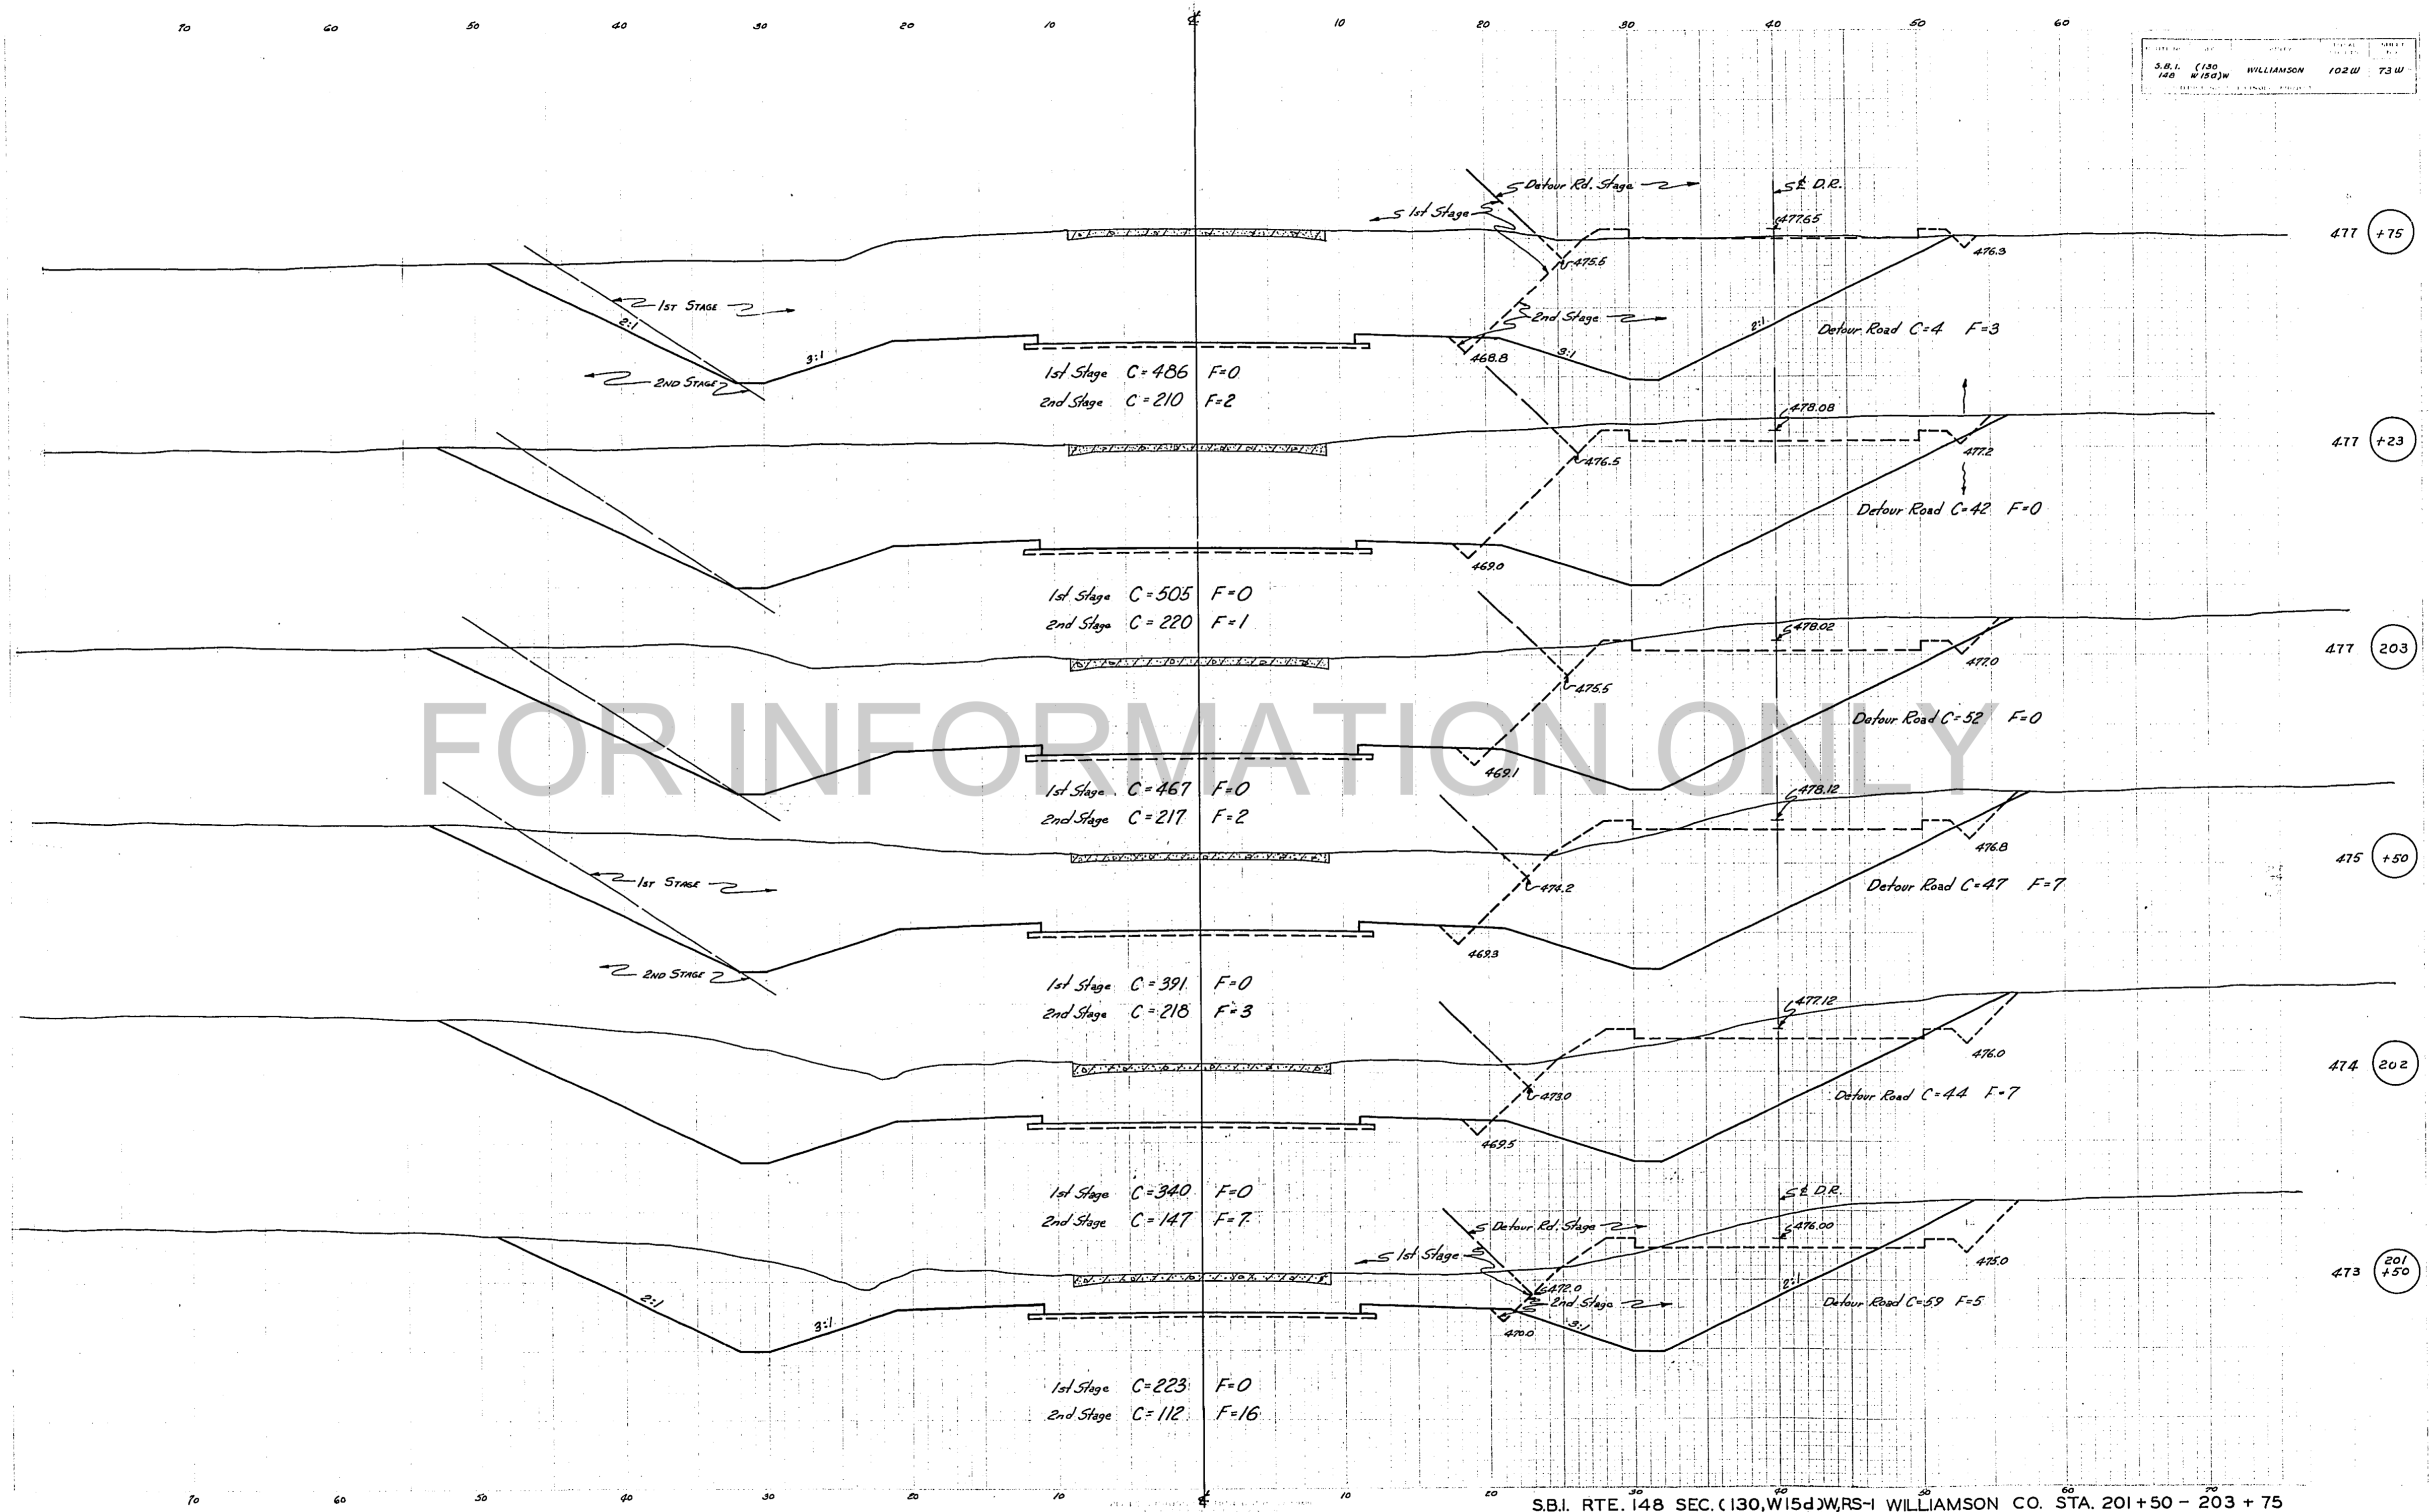 70 60 50 40 30 20 10 ℄ 10 20 30 40 50 60
S.B.I. 148 (130 W15d)W WILLIAMSON 102W 73W
Detour Rd. Stage
℄ D.R.
1st Stage
477.65
477 +75
475.6
476.3
1ST STAGE
2:1
3:1
2nd Stage
2:1
Detour Road C=4 F=3
468.8
3:1
2ND STAGE
1st Stage C=486 F=0
2nd Stage C=210 F=2
478.08
477 +23
476.5
477.2
Detour Road C=42 F=0
469.0
1st Stage C=505 F=0
2nd Stage C=220 F=1
478.02
477 203
477.0
475.5
Detour Road C=52 F=0
FOR INFORMATION ONLY
469.1
1st Stage C=467 F=0
2nd Stage C=217 F=2
478.12
476.8
475 +50
1ST STAGE
474.2
Detour Road C=47 F=7
469.3
2ND STAGE
1st Stage C=391 F=0
2nd Stage C=218 F=3
477.12
476.0
474 202
473.0
Detour Road C=44 F=7
469.5
1st Stage C=340 F=0
2nd Stage C=147 F=7
℄ D.R.
Detour Rd. Stage
476.00
1st Stage
475.0
473 201 +50
2:1
472.0
2:1
2nd Stage
Detour Road C=59 F=5
3:1
470.0
3:1
1st Stage C=223 F=0
2nd Stage C=112 F=16
70 60 50 40 30 20 10 ℄ 10 20 30 40 50 60 70
S.B.I. RTE. 148 SEC. (130,W15d)W,RS-1 WILLIAMSON CO. STA. 201+50 - 203+75